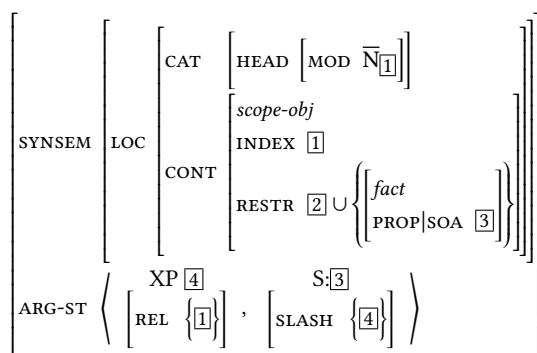 CAT [HEAD [MOD N̅ 1]]
scope-obj
INDEX 1
SYNSEM [LOC
CONT
RESTR 2 ∪ {[fact
PROP|SOA 3]}
XP 4 S:3
ARG-ST ⟨ [REL {1}] , [SLASH {4}] ⟩